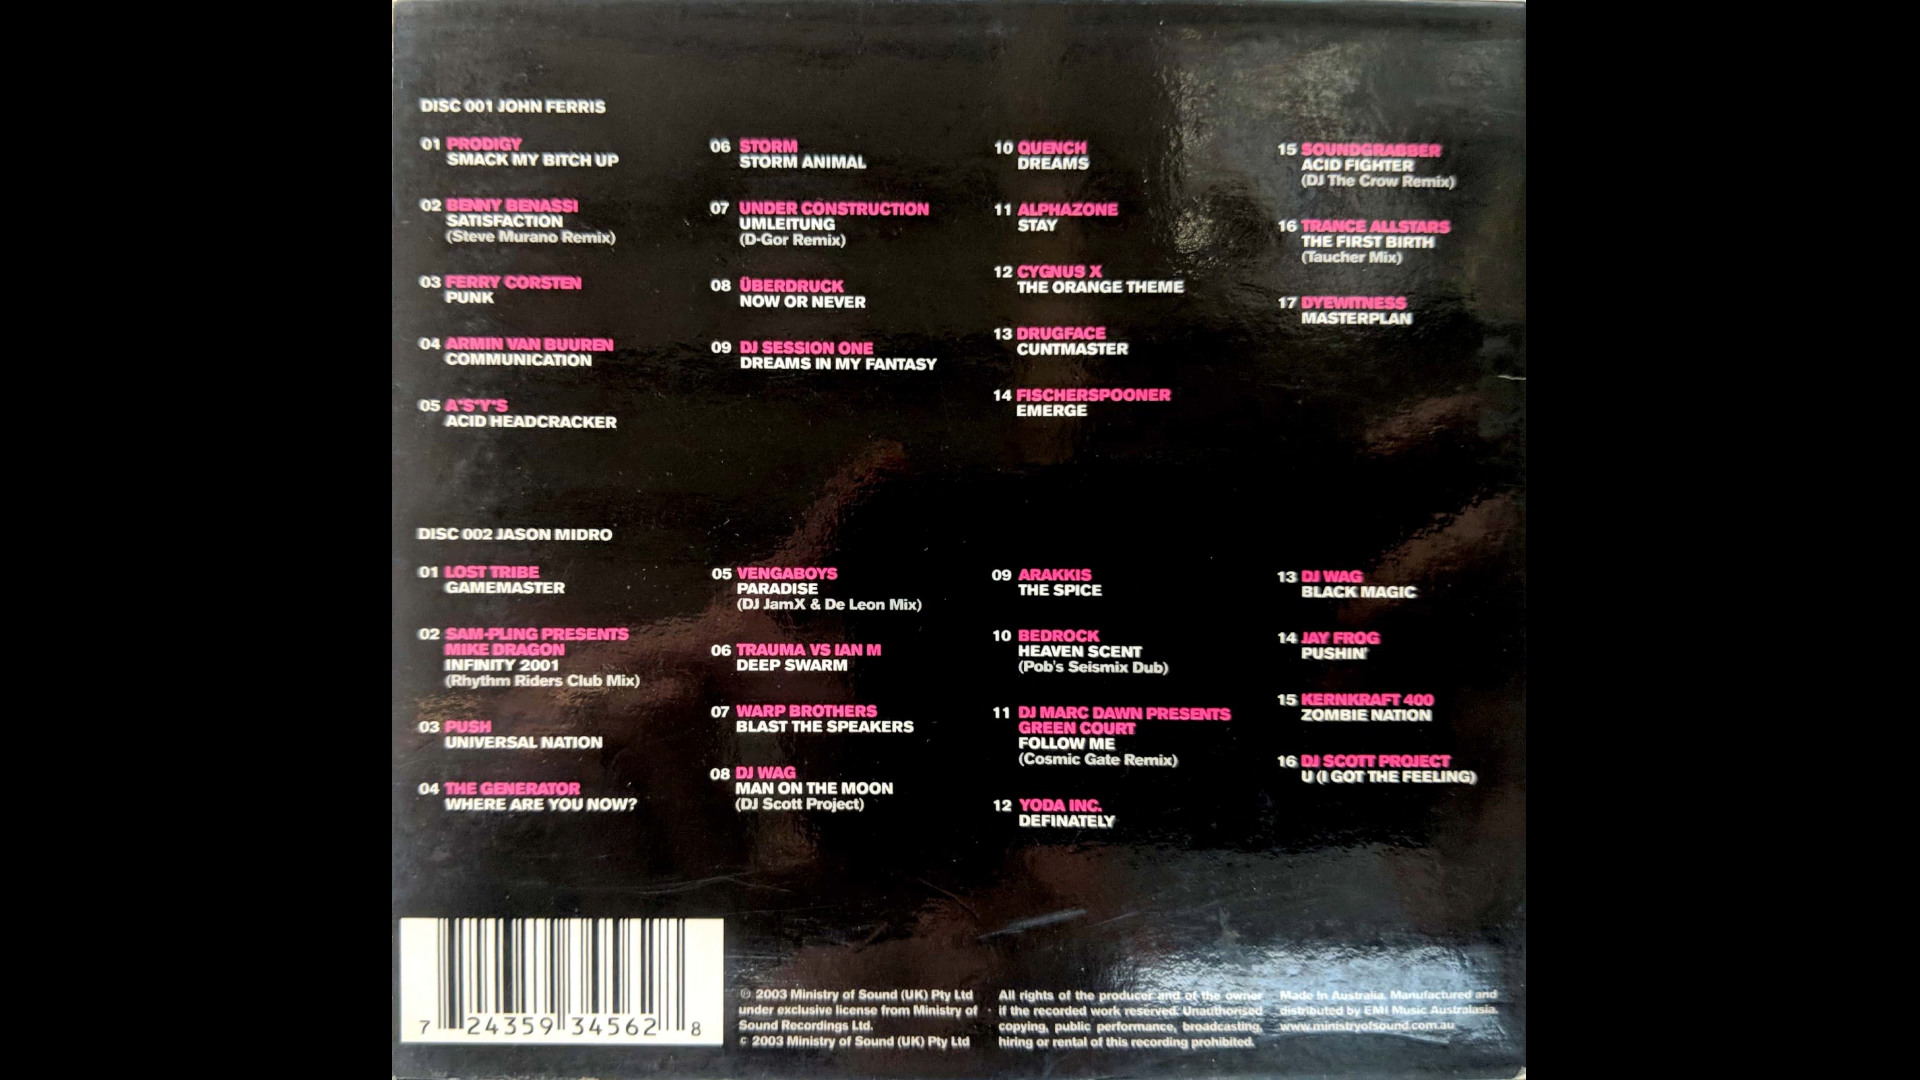 DISC 001 JOHN FERRIS
01 PRODIGY
SMACK MY BITCH UP
02 BENNY BENASSI
SATISFACTION
(Steve Murano Remix)
03 FERRY CORSTEN
PUNK
04 ARMIN VAN BUUREN
COMMUNICATION
05 A*S*Y*S
ACID HEADCRACKER
06 STORM
STORM ANIMAL
07 UNDER CONSTRUCTION
UMLEITUNG
(D-Gor Remix)
08 ÜBERDRUCK
NOW OR NEVER
09 DJ SESSION ONE
DREAMS IN MY FANTASY
10 QUENCH
DREAMS
11 ALPHAZONE
STAY
12 CYGNUS X
THE ORANGE THEME
13 DRUGFACE
CUNTMASTER
14 FISCHERSPOONER
EMERGE
15 SOUNDGRABBER
ACID FIGHTER
(DJ The Crow Remix)
16 TRANCE ALLSTARS
THE FIRST BIRTH
(Taucher Mix)
17 DYEWITNESS
MASTERPLAN
DISC 002 JASON MIDRO
01 LOST TRIBE
GAMEMASTER
02 SAM-PLING PRESENTS
MIKE DRAGON
INFINITY 2001
(Rhythm Riders Club Mix)
03 PUSH
UNIVERSAL NATION
04 THE GENERATOR
WHERE ARE YOU NOW?
05 VENGABOYS
PARADISE
(DJ JamX & De Leon Mix)
06 TRAUMA VS IAN M
DEEP SWARM
07 WARP BROTHERS
BLAST THE SPEAKERS
08 DJ WAG
MAN ON THE MOON
(DJ Scott Project)
09 ARAKKIS
THE SPICE
10 BEDROCK
HEAVEN SCENT
(Pob's Seismix Dub)
11 DJ MARC DAWN PRESENTS
GREEN COURT
FOLLOW ME
(Cosmic Gate Remix)
12 YODA INC.
DEFINATELY
13 DJ WAG
BLACK MAGIC
14 JAY FROG
PUSHIN'
15 KERNKRAFT 400
ZOMBIE NATION
16 DJ SCOTT PROJECT
U (I GOT THE FEELING)
7 24359 34562 8
℗ 2003 Ministry of Sound (UK) Pty Ltd
under exclusive license from Ministry of
Sound Recordings Ltd.
c 2003 Ministry of Sound (UK) Pty Ltd
All rights of the producer and of the owner
if the recorded work reserved. Unauthorised
copying, public performance, broadcasting,
hiring or rental of this recording prohibited.
Made In Australia. Manufactured and
distributed by EMI Music Australasia.
www.ministryofsound.com.au